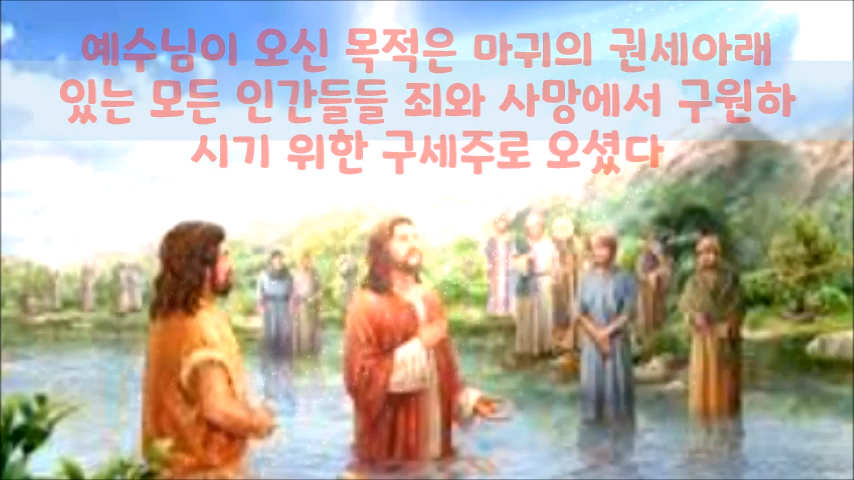 예수님이 오신 목적은 마귀의 권세아래
있는 모든 인간들들 죄와 사망에서 구원하
시기 위한 구세주로 오셨다